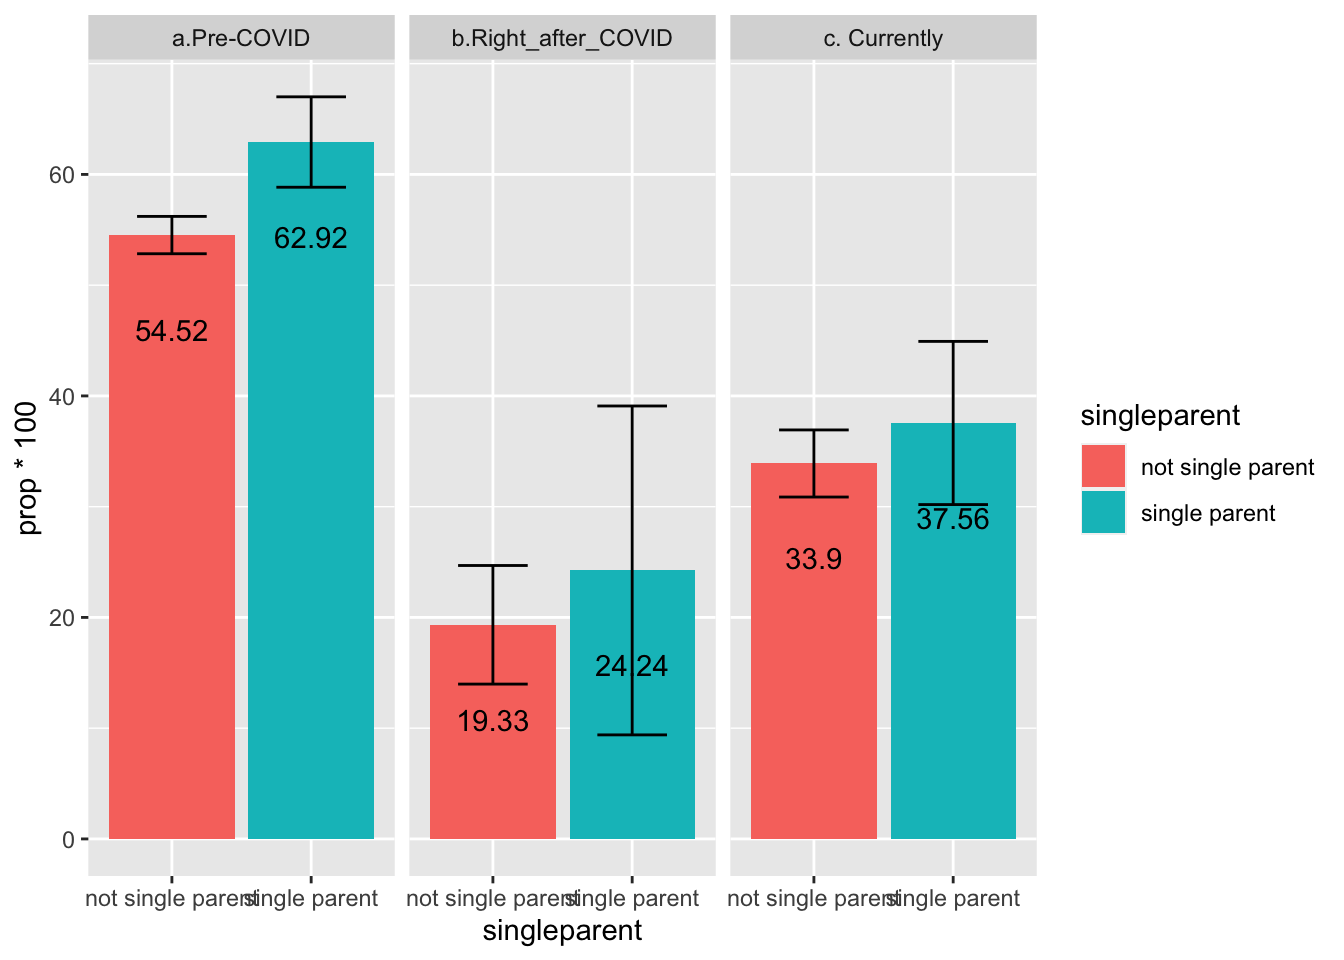 a.Pre-COVID
b.Right_after_COVID
c. Currently
prop * 100
60
40
20
0
54.52
62.92
19.33
24.24
33.9
37.56
not single parent
single parent
not single parent
single parent
not single parent
single parent
singleparent
singleparent
not single parent
single parent